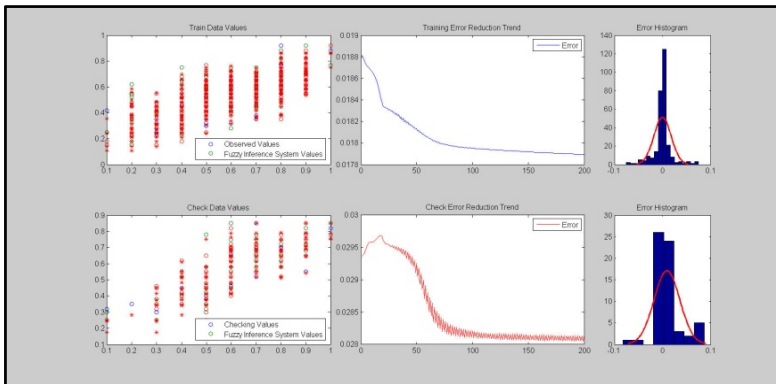 Train Data Values
1
0.8
0.6
0.4
0.2
0
0.1 0.2 0.3 0.4 0.5 0.6 0.7 0.8 0.9 1
Observed Values
Fuzzy Inference System Values
Training Error Reduction Trend
0.019
0.0188
0.0186
0.0184
0.0182
0.018
0.0178
0 50 100 150 200
Error
Error Histogram
140
120
100
80
60
40
20
0
-0.1 0 0.1
Check Data Values
0.9
0.8
0.7
0.6
0.5
0.4
0.3
0.2
0.1
0.1 0.2 0.3 0.4 0.5 0.6 0.7 0.8 0.9 1
Checking Values
Fuzzy Inference System Values
Check Error Reduction Trend
0.03
0.0295
0.029
0.0285
0.028
0 50 100 150 200
Error
Error Histogram
30
25
20
15
10
5
0
-0.1 0 0.1